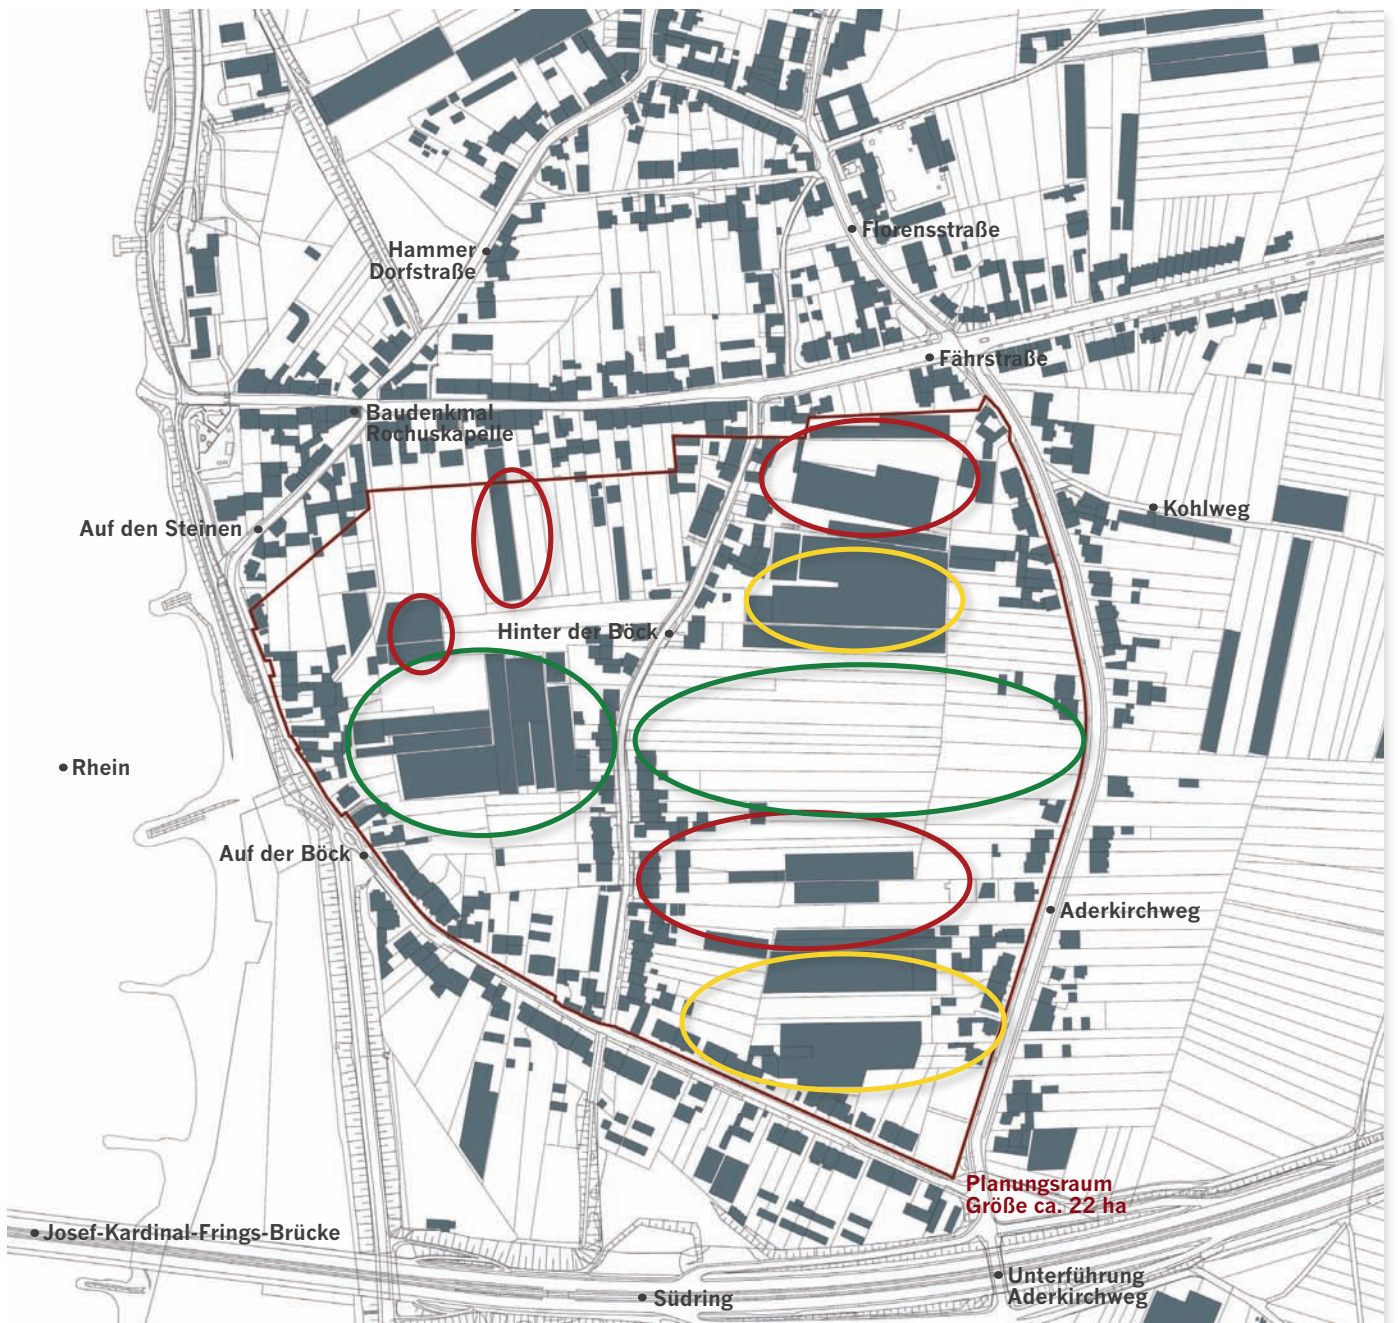 Florensstraße
Hammer
Dorfstraße
Fährstraße
Baudenkmal
Rochuskapelle
Kohlweg
Auf den Steinen
Hinter der Böck
Rhein
Auf der Böck
Aderkirchweg
Planungsraum
Größe ca. 22 ha
Josef-Kardinal-Frings-Brücke
Unterführung
Aderkirchweg
Südring